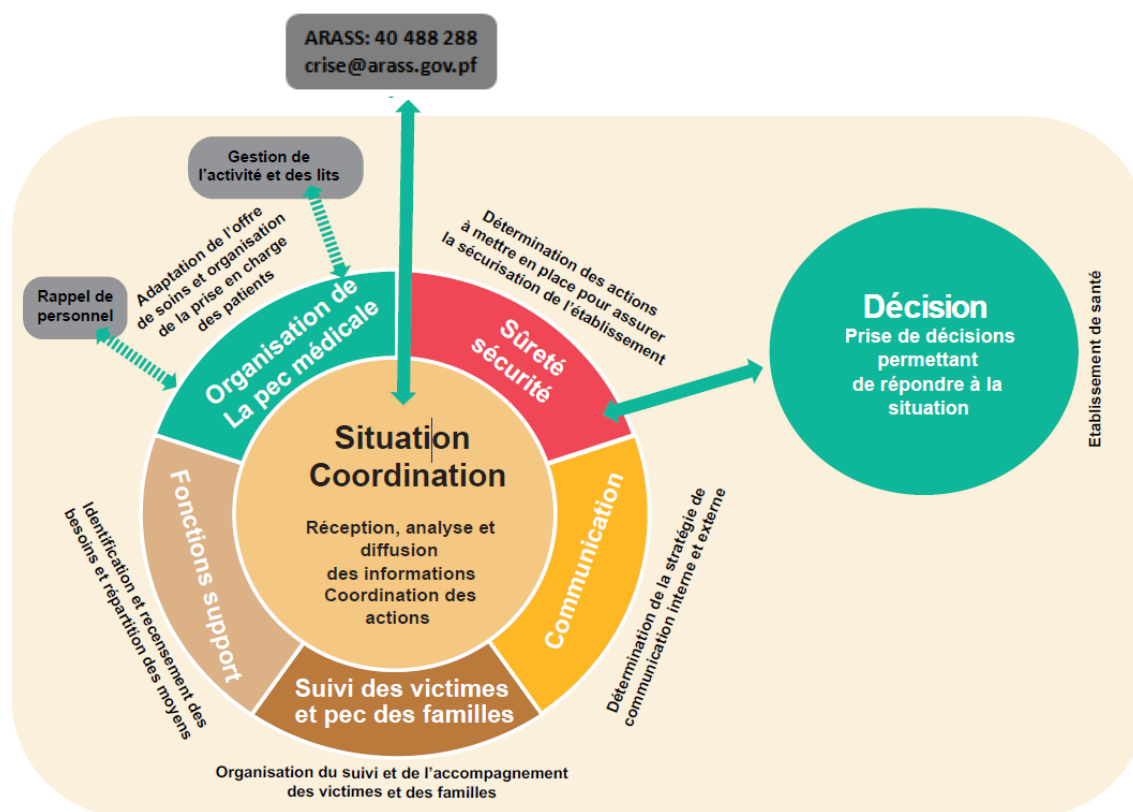 ARASS: 40 488 288
crise@arass.gov.pf
Gestion de
l'activité et des lits
Rappel de
personnel
Adaptation de l'offre
de soins et organisation
de la prise en charge
des patients
Organisation de
La pec médicale
Détermination des actions
à mettre en place pour assurer
la sécurisation de l'établissement
Sûreté
sécurité
Décision
Prise de décisions
permettant
de répondre à la
situation
Etablissement de santé
Situation
Coordination
Réception, analyse et
diffusion
des informations
Coordination des
actions
Fonctions support
Identification et recensement des
besoins et répartition des moyens
Communication
Détermination de la stratégie de
communication interne et externe
Suivi des victimes
et pec des familles
Organisation du suivi et de l'accompagnement
des victimes et des familles